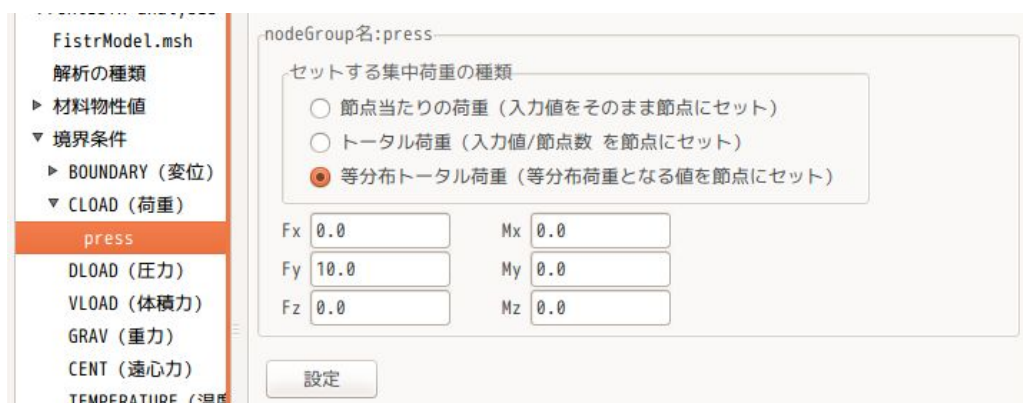 FistrModel.msh
解析の種類
▶ 材料物性値
▼ 境界条件
▶ BOUNDARY (変位)
▼ CLOAD (荷重)
press
DLOAD (圧力)
VLOAD (体積力)
GRAV (重力)
CENT (遠心力)
nodeGroup名:press
セットする集中荷重の種類
節点当たりの荷重 (入力値をそのまま節点にセット)
トータル荷重 (入力値/節点数 を節点にセット)
等分布トータル荷重 (等分布荷重となる値を節点にセット)
Fx 0.0 Mx 0.0
Fy 10.0 My 0.0
Fz 0.0 Mz 0.0
設定